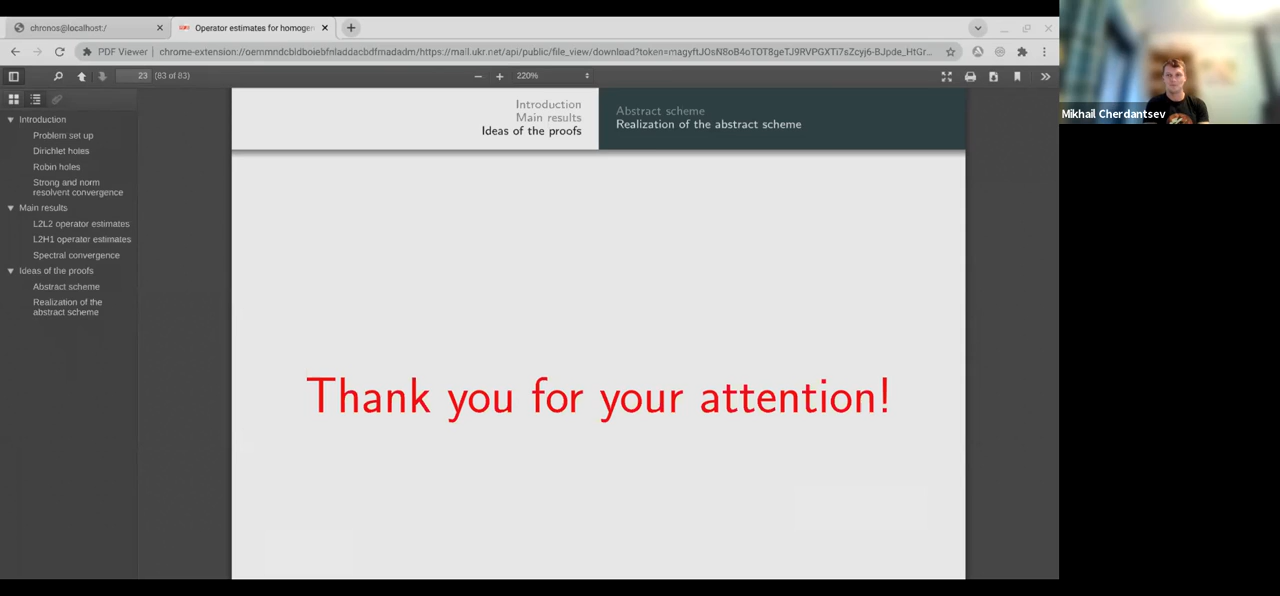 chronos@localhost:/
Operator estimates for homogen
PDF Viewer
23 (83 of 83)
220%
Introduction
Problem set up
Dirichlet holes
Robin holes
Strong and norm
resolvent convergence
Main results
L2L2 operator estimates
L2H1 operator estimates
Spectral convergence
Ideas of the proofs
Abstract scheme
Realization of the
abstract scheme
Introduction
Main results
Ideas of the proofs
Abstract scheme
Realization of the abstract scheme
Thank you for your attention!
Mikhail Cherdantsev